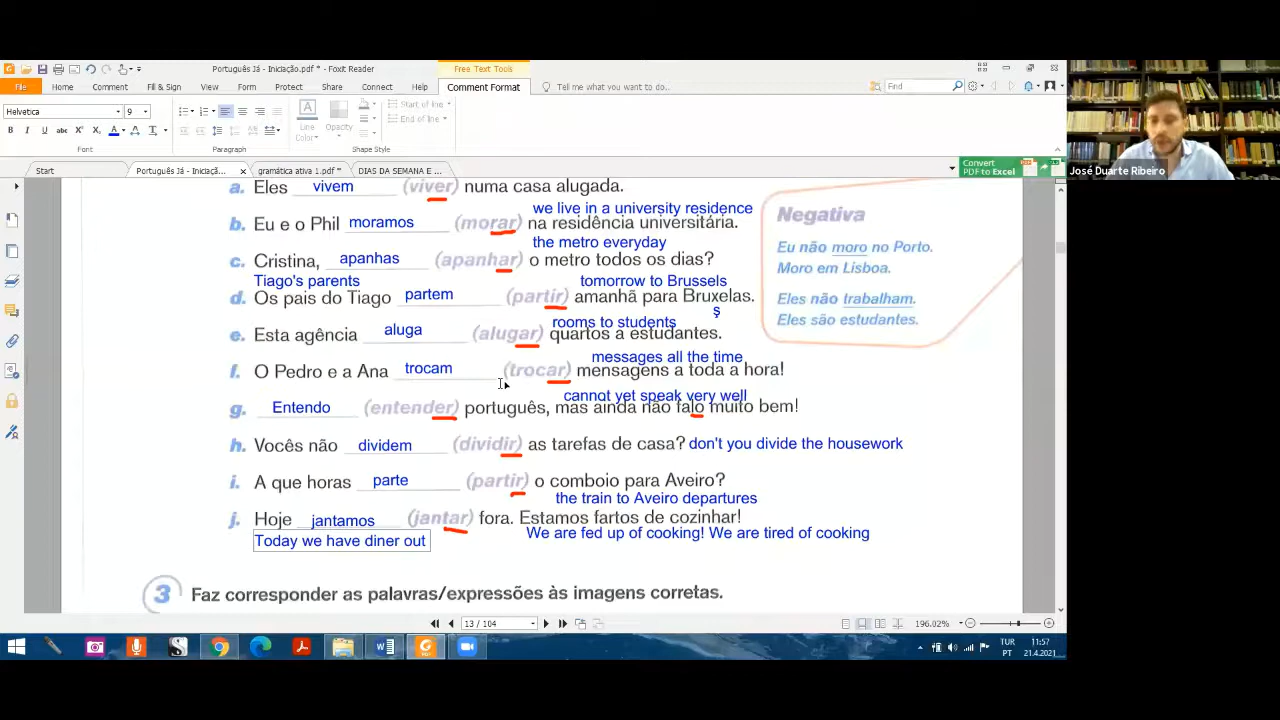 Português Já - Iniciação.pdf * - Foxit Reader
Free Text Tools
File Home Comment Fill & Sign View Form Protect Share Connect Help Comment Format Tell me what you want to do.. Find
Helvetica 9 Start of line
End of line
Line Color Opacity
Font Paragraph Shape Style
Start Português Já - Iniciaçã... gramática ativa 1.pdf * DIAS DA SEMANA E ...
Convert PDF to Excel
José Duarte Ribeiro
a. Eles vivem (viver) numa casa alugada.
we live in a university residence
b. Eu e o Phil moramos (morar) na residência universitária.
the metro everyday
c. Cristina, apanhas (apanhar) o metro todos os dias?
Tiago's parents tomorrow to Brussels
d. Os pais do Tiago partem (partir) amanhã para Bruxelas.
s
rooms to students
e. Esta agência aluga (alugar) quartos a estudantes.
messages all the time
f. O Pedro e a Ana trocam (trocar) mensagens a toda a hora!
cannot yet speak very well
g. Entendo (entender) português, mas ainda não falo muito bem!
h. Vocês não dividem (dividir) as tarefas de casa? don't you divide the housework
i. A que horas parte (partir) o comboio para Aveiro?
the train to Aveiro departures
j. Hoje jantamos (jantar) fora. Estamos fartos de cozinhar!
Today we have diner out We are fed up of cooking! We are tired of cooking
Negativa
Eu não moro no Porto.
Moro em Lisboa.
Eles não trabalham.
Eles são estudantes.
3 Faz corresponder as palavras/expressões às imagens corretas.
13 / 104 196.02%
TUR 11:57
PT 21.4.2021